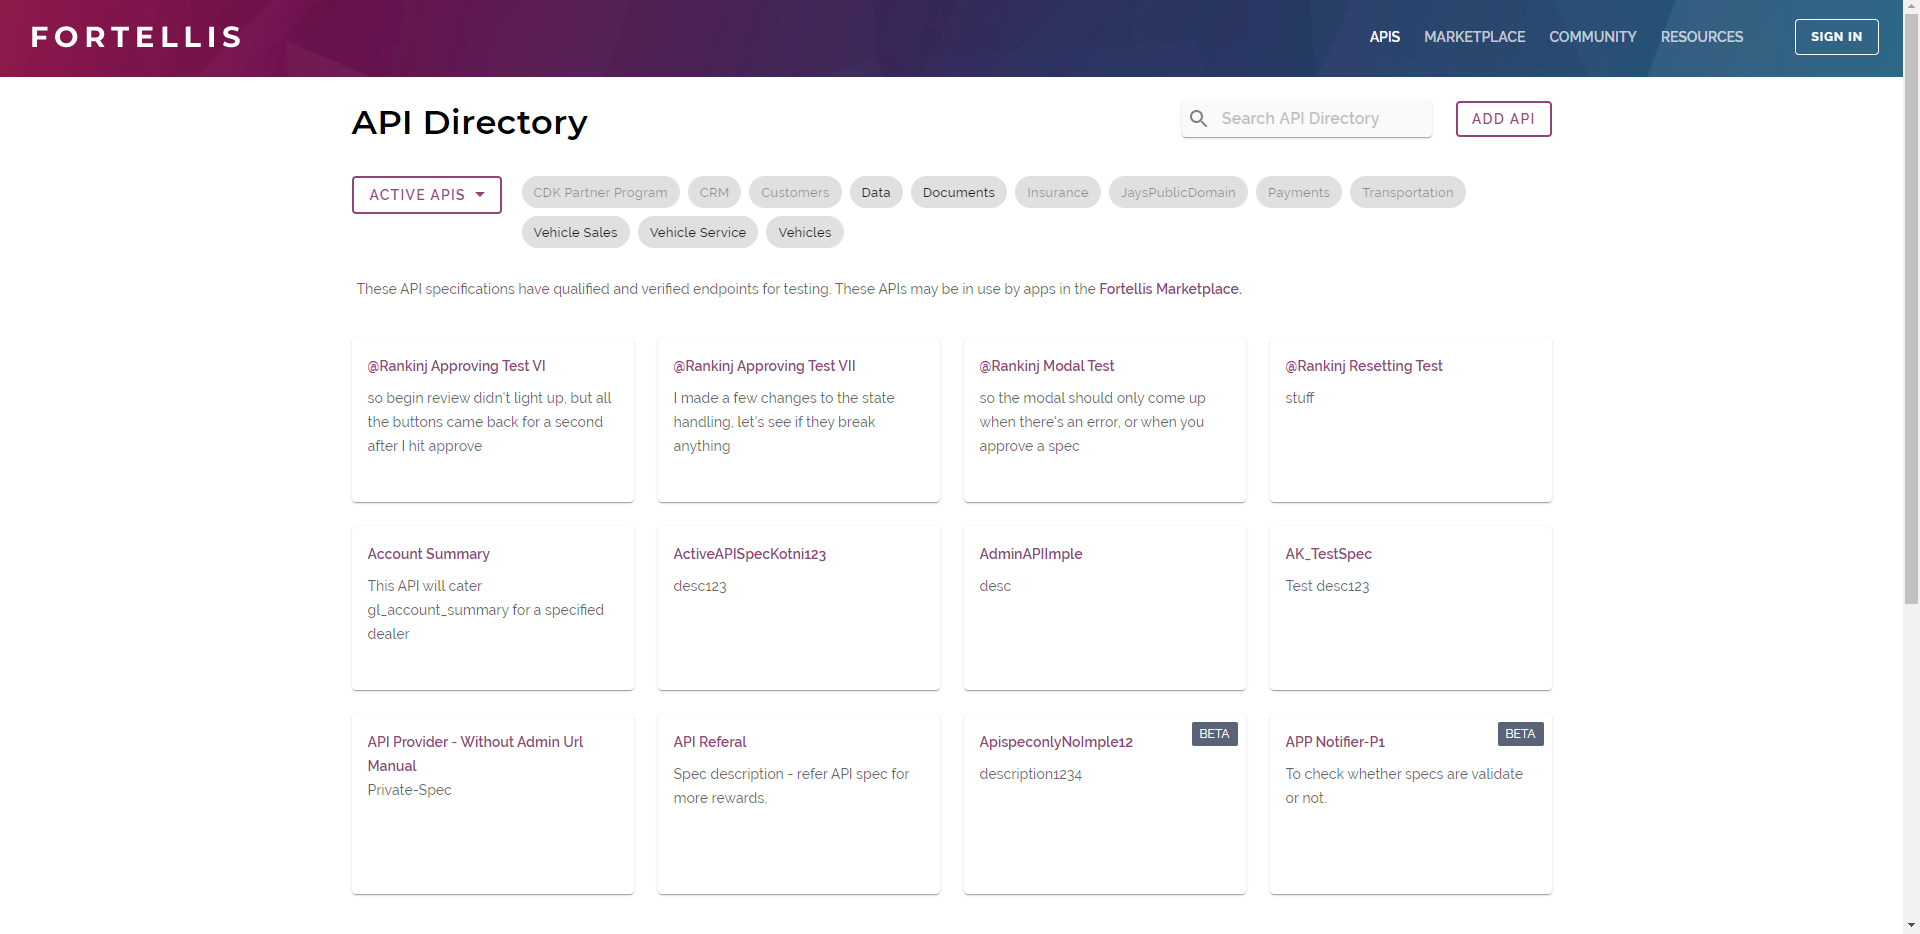 FORTELLIS
APIS MARKETPLACE COMMUNITY RESOURCES SIGN IN
API Directory
Search API Directory
ADD API
ACTIVE APIS
CDK Partner Program CRM Customers Data Documents Insurance JaysPublicDomain Payments Transportation
Vehicle Sales Vehicle Service Vehicles
These API specifications have qualified and verified endpoints for testing. These APIs may be in use by apps in the Fortellis Marketplace.
@Rankinj Approving Test VI
so begin review didn't light up, but all
the buttons came back for a second
after I hit approve
@Rankinj Approving Test VII
I made a few changes to the state
handling, let's see if they break
anything
@Rankinj Modal Test
so the modal should only come up
when there's an error, or when you
approve a spec
@Rankinj Resetting Test
stuff
Account Summary
This API will cater
gl_account_summary for a specified
dealer
ActiveAPISpecKotni123
desc123
AdminAPIImple
desc
AK_TestSpec
Test desc123
API Provider - Without Admin Url
Manual
Private-Spec
API Referal
Spec description - refer API spec for
more rewards.
BETA
ApispeconlyNoImple12
description1234
BETA
APP Notifier-P1
To check whether specs are validate
or not.